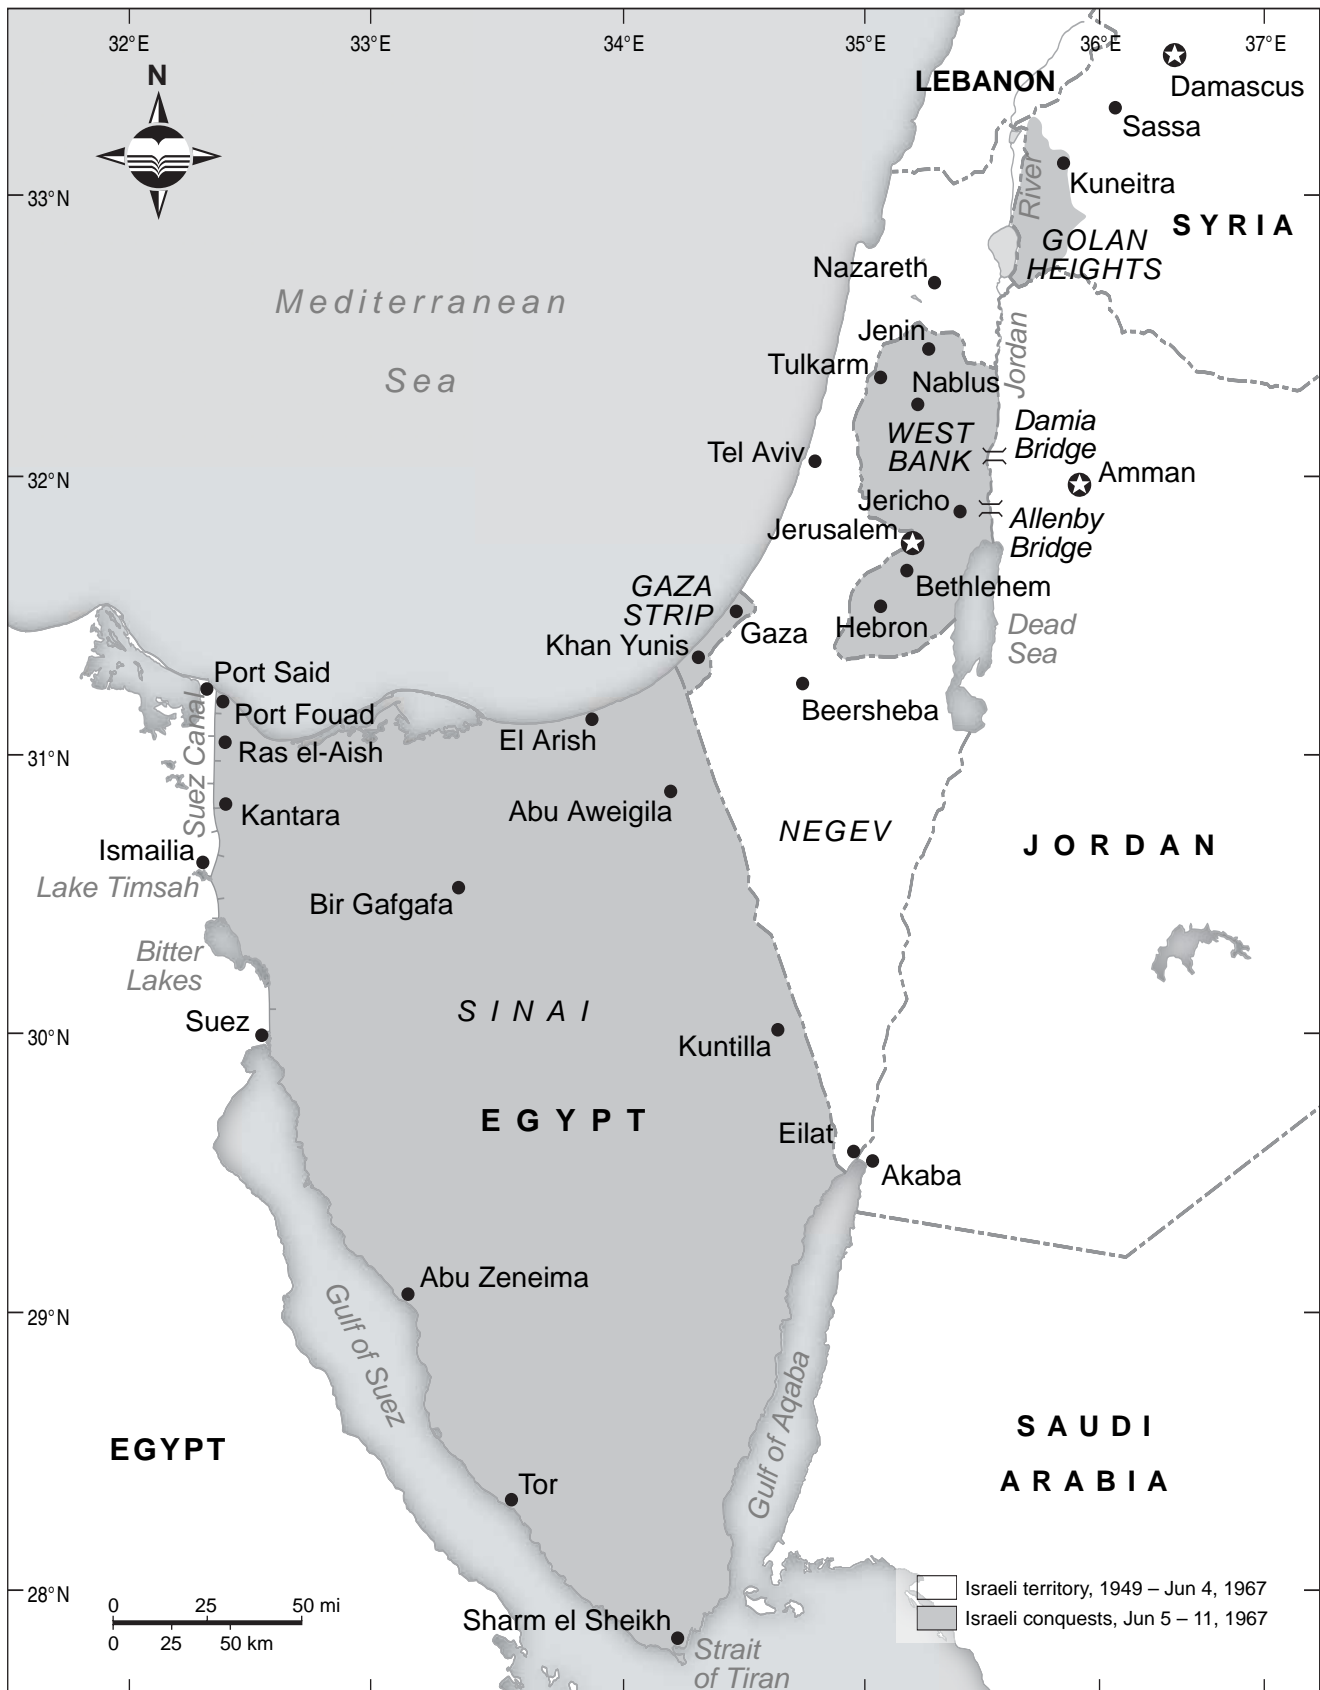 32°E
33°E
34°E
35°E
36°E
37°E
N
LEBANON
Damascus
Sassa
Kuneitra
33°N
River
SYRIA
GOLAN
HEIGHTS
Nazareth
Mediterranean
Sea
Jenin
Jordan
Tulkarm
Nablus
WEST
BANK
Damia
Bridge
Tel Aviv
32°N
Amman
Jericho
Jerusalem
Allenby
Bridge
GAZA
STRIP
Bethlehem
Gaza
Hebron
Dead
Sea
Khan Yunis
Port Said
Port Fouad
Beersheba
El Arish
Ras el-Aish
31°N
Suez Canal
Kantara
Abu Aweigila
NEGEV
JORDAN
Ismailia
Lake Timsah
Bir Gafgafa
Bitter
Lakes
SINAI
Suez
30°N
Kuntilla
EGYPT
Eilat
Akaba
Abu Zeneima
29°N
Gulf of Suez
Gulf of Aqaba
SAUDI
ARABIA
EGYPT
Tor
28°N
Israeli territory, 1949 – Jun 4, 1967
Israeli conquests, Jun 5 – 11, 1967
0 25 50 mi
0 25 50 km
Sharm el Sheikh
Strait
of Tiran